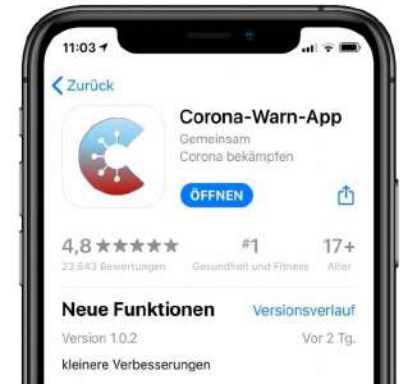 11:03
Zurück
Corona-Warn-App
Gemeinsam
Corona bekämpfen
ÖFFNEN
4,8 ★★★★★ #1 17+
23.643 Bewertungen Gesundheit und Fitness Alter
Neue Funktionen Versionsverlauf
Version 1.0.2 Vor 2 Tg.
kleinere Verbesserungen